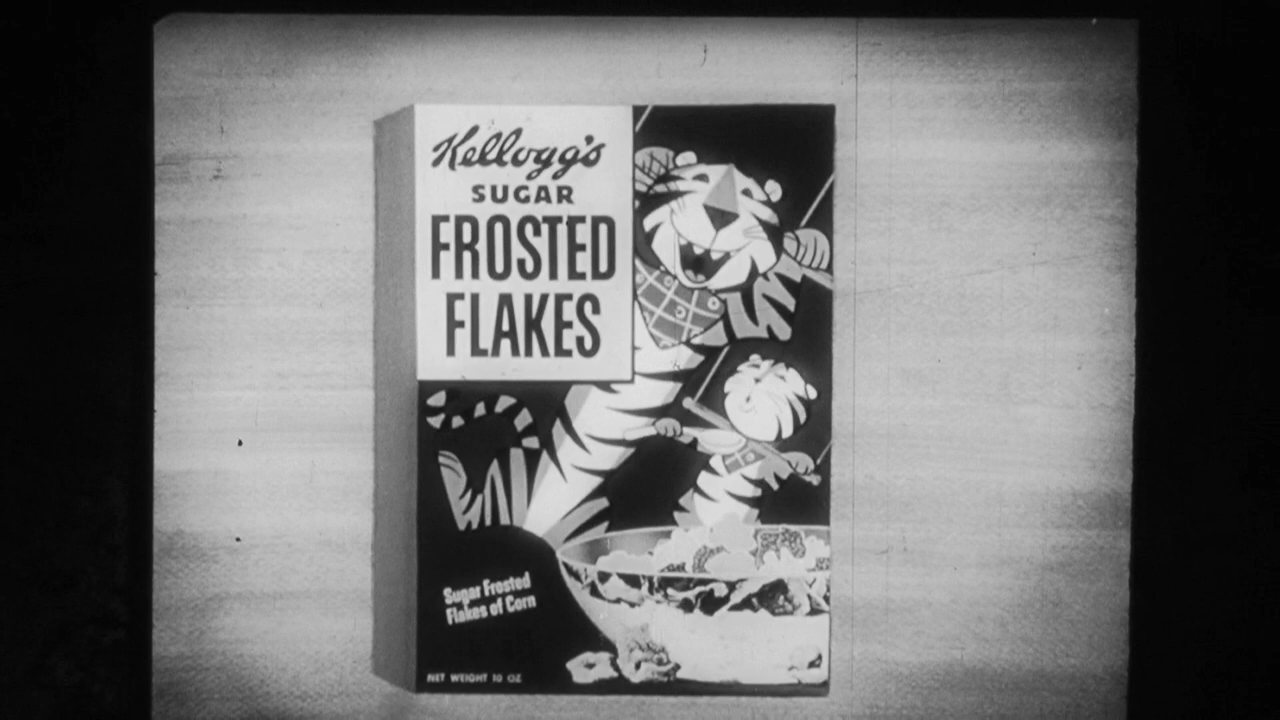 Kellogg's
SUGAR
FROSTED
FLAKES
Sugar Frosted
Flakes of Corn
NET WEIGHT 10 OZ